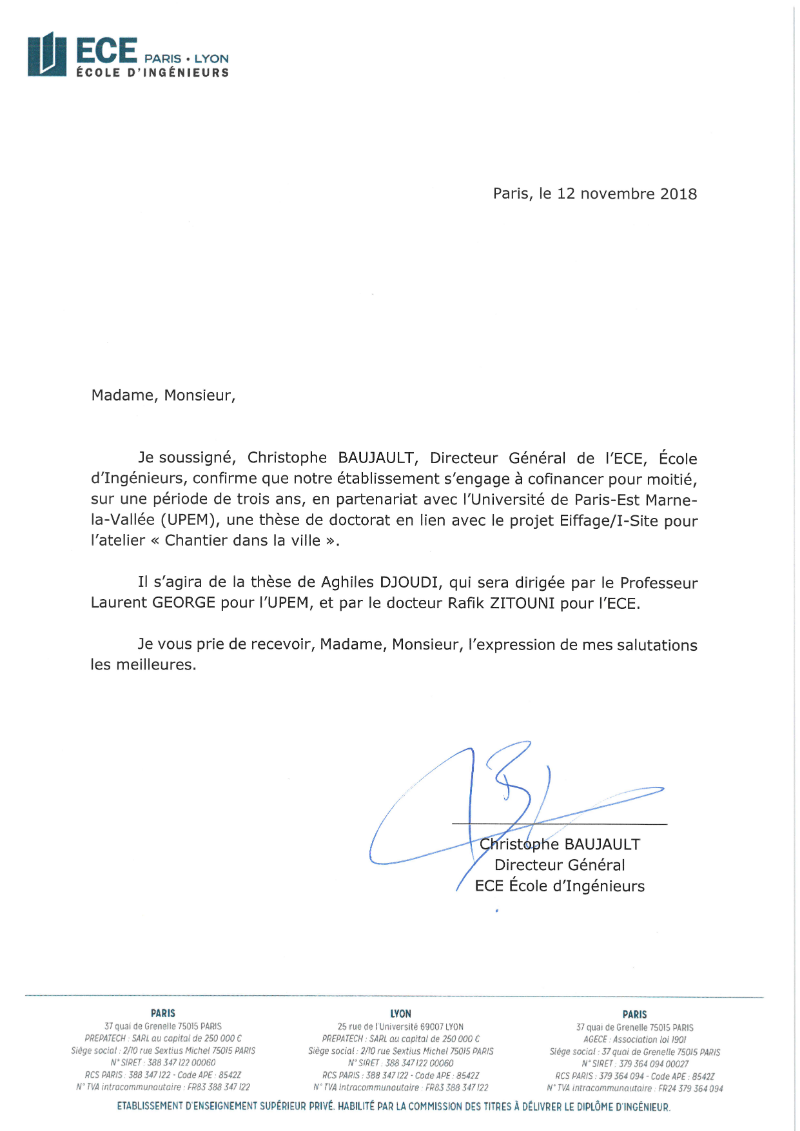 ECE PARIS • LYON
ÉCOLE D'INGÉNIEURS
Paris, le 12 novembre 2018
Madame, Monsieur,
Je soussigné, Christophe BAUJAULT, Directeur Général de l'ECE, École
d'Ingénieurs, confirme que notre établissement s'engage à cofinancer pour moitié,
sur une période de trois ans, en partenariat avec l'Université de Paris-Est Marne-
la-Vallée (UPEM), une thèse de doctorat en lien avec le projet Eiffage/I-Site pour
l'atelier « Chantier dans la ville ».
Il s'agira de la thèse de Aghiles DJOUDI, qui sera dirigée par le Professeur
Laurent GEORGE pour l'UPEM, et par le docteur Rafik ZITOUNI pour l'ECE.
Je vous prie de recevoir, Madame, Monsieur, l'expression de mes salutations
les meilleures.
Christophe BAUJAULT
Directeur Général
ECE École d'Ingénieurs
PARIS
37 quai de Grenelle 75015 PARIS
PREPATECH : SARL au capital de 250 000 €
Siège social : 2/10 rue Sextius Michel 75015 PARIS
N° SIRET : 388 347 122 00060
RCS PARIS : 388 347 122 - Code APE : 8542Z
N° TVA intracommunautaire : FR83 388 347 122
LYON
25 rue de l'Université 69007 LYON
PREPATECH : SARL au capital de 250 000 €
Siège social : 2/10 rue Sextius Michel 75015 PARIS
N° SIRET : 388 347 122 00060
RCS PARIS : 388 347 122 - Code APE : 8542Z
N° TVA intracommunautaire : FR83 388 347 122
PARIS
37 quai de Grenelle 75015 PARIS
AGECE : Association loi 1901
Siège social : 37 quai de Grenelle 75015 PARIS
N° SIRET : 379 364 094 00027
RCS PARIS : 379 364 094 - Code APE : 8542Z
N° TVA intracommunautaire : FR24 379 364 094
ETABLISSEMENT D'ENSEIGNEMENT SUPÉRIEUR PRIVÉ. HABILITÉ PAR LA COMMISSION DES TITRES À DÉLIVRER LE DIPLÔME D'INGÉNIEUR.